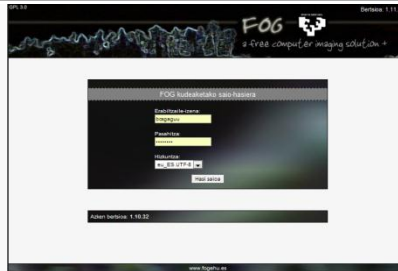 GPL 3.0
Bertsioa: 1.11.
FOG
a free computer imaging solution +
FOG kudeaketako saio-hasiera
Erabiltzaile-izena:
Pasahitza:
********
Hizkuntza:
eu_ES.UTF-8
Hasi saioa
Azken bertsioa: 1.10.32
www.fogehu.es